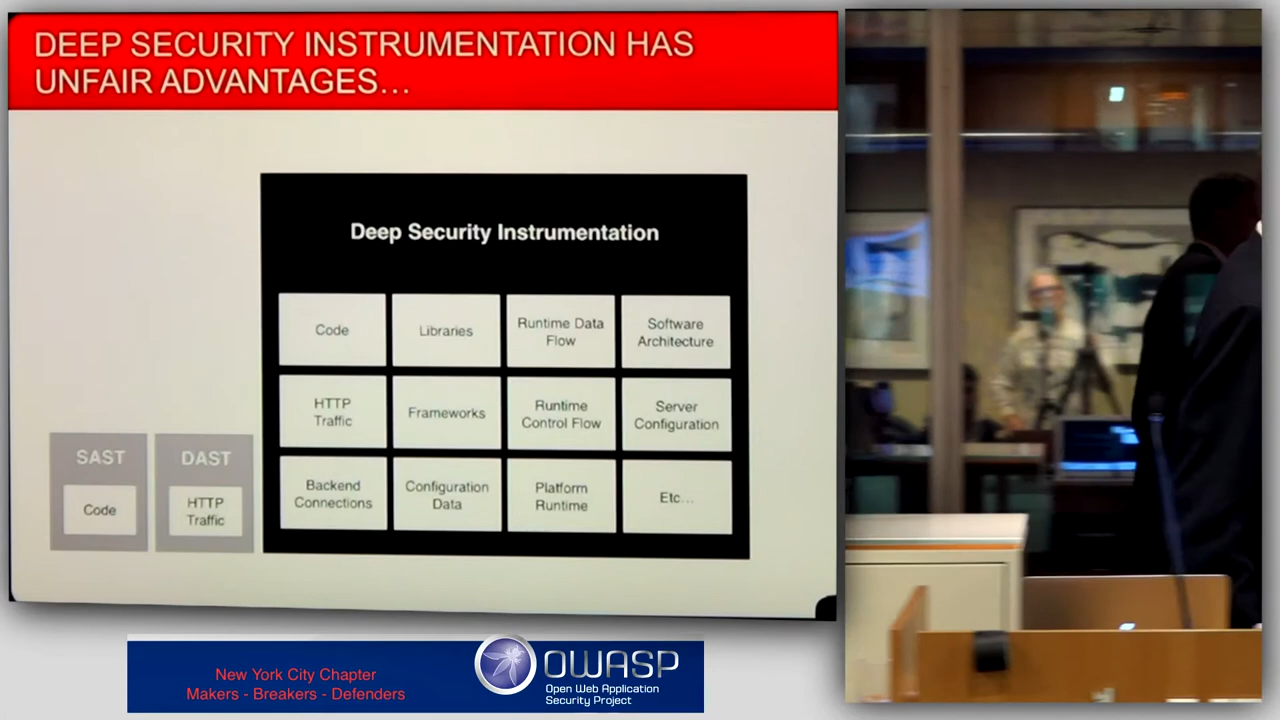 DEEP SECURITY INSTRUMENTATION HAS
UNFAIR ADVANTAGES…
Deep Security Instrumentation
Code
Libraries
Runtime Data
Flow
Software
Architecture
HTTP
Traffic
Frameworks
Runtime
Control Flow
Server
Configuration
Backend
Connections
Configuration
Data
Platform
Runtime
Etc…
SAST
Code
DAST
HTTP
Traffic
New York City Chapter
Makers - Breakers - Defenders
OWASP
Open Web Application
Security Project